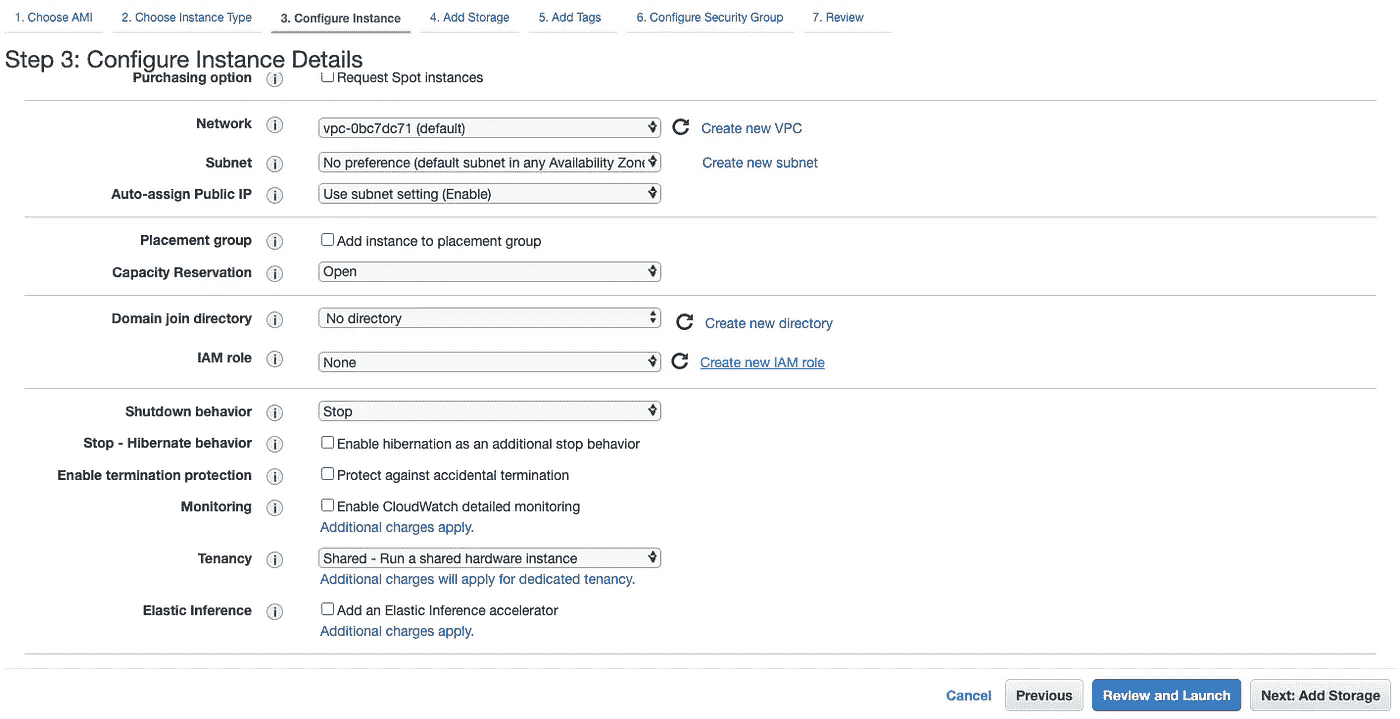 1. Choose AMI 2. Choose Instance Type 3. Configure Instance 4. Add Storage 5. Add Tags 6. Configure Security Group 7. Review
Step 3: Configure Instance Details
Purchasing option i Request Spot instances
Network i vpc-0bc7dc71 (default) Create new VPC
Subnet i No preference (default subnet in any Availability Zone Create new subnet
Auto-assign Public IP i Use subnet setting (Enable)
Placement group i Add instance to placement group
Capacity Reservation i Open
Domain join directory i No directory Create new directory
IAM role i None Create new IAM role
Shutdown behavior i Stop
Stop - Hibernate behavior i Enable hibernation as an additional stop behavior
Enable termination protection i Protect against accidental termination
Monitoring i Enable CloudWatch detailed monitoring
Additional charges apply.
Tenancy i Shared - Run a shared hardware instance
Additional charges will apply for dedicated tenancy.
Elastic Inference i Add an Elastic Inference accelerator
Additional charges apply.
Cancel Previous Review and Launch Next: Add Storage